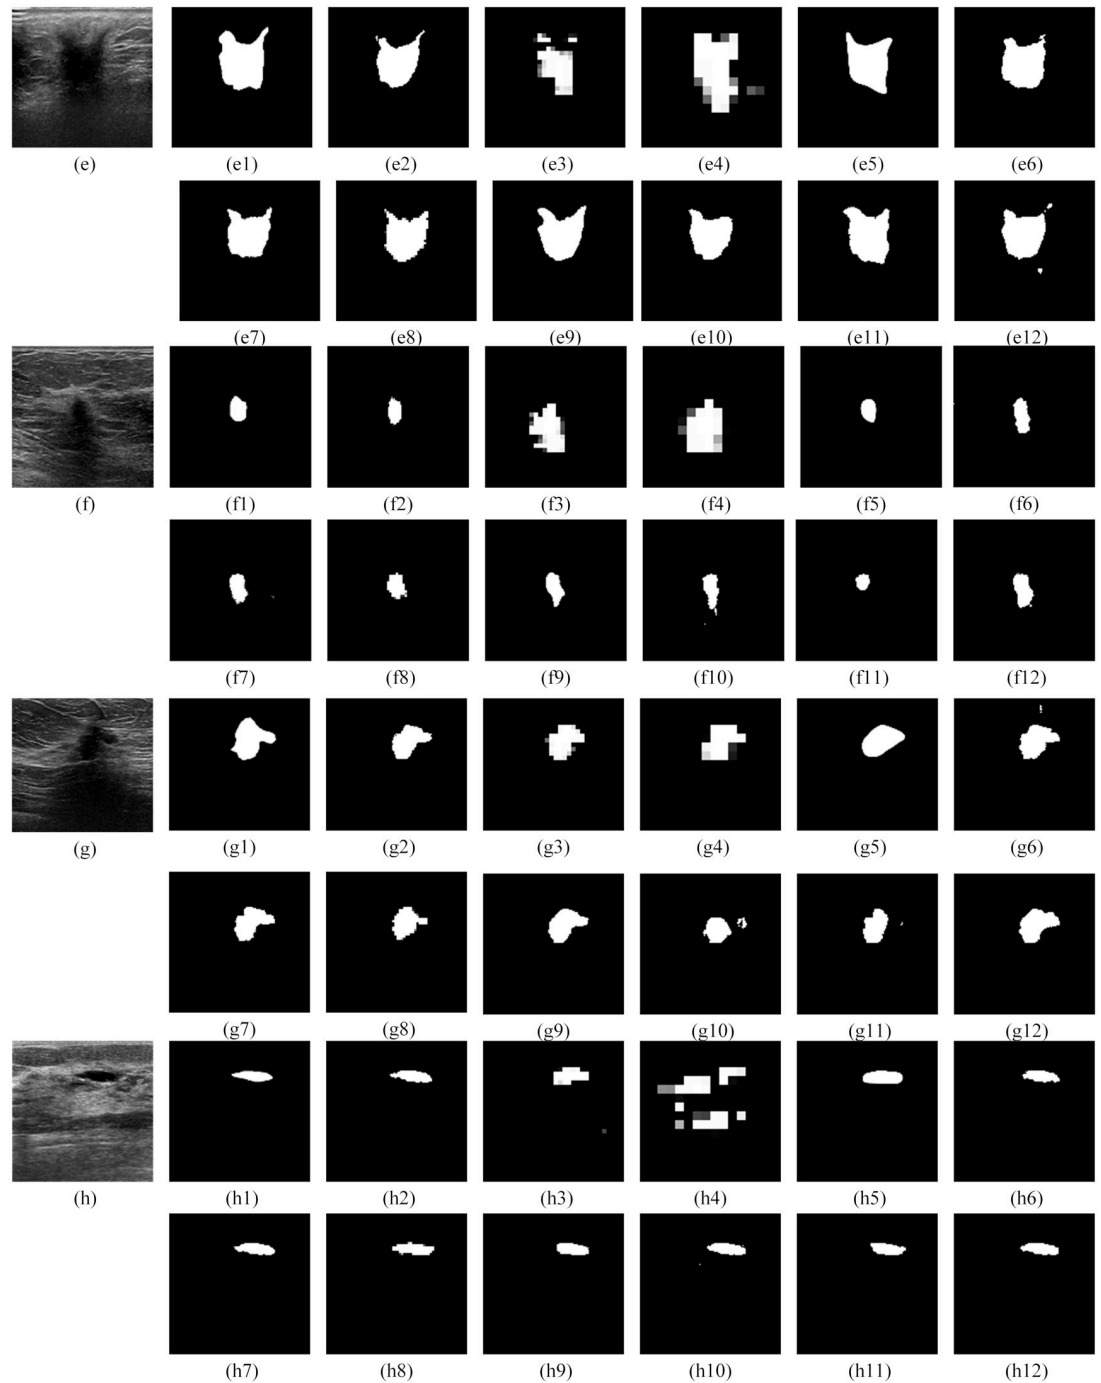 (e) (e1) (e2) (e3) (e4) (e5) (e6)
(e7) (e8) (e9) (e10) (e11) (e12)
(f) (f1) (f2) (f3) (f4) (f5) (f6)
(f7) (f8) (f9) (f10) (f11) (f12)
(g) (g1) (g2) (g3) (g4) (g5) (g6)
(g7) (g8) (g9) (g10) (g11) (g12)
(h) (h1) (h2) (h3) (h4) (h5) (h6)
(h7) (h8) (h9) (h10) (h11) (h12)